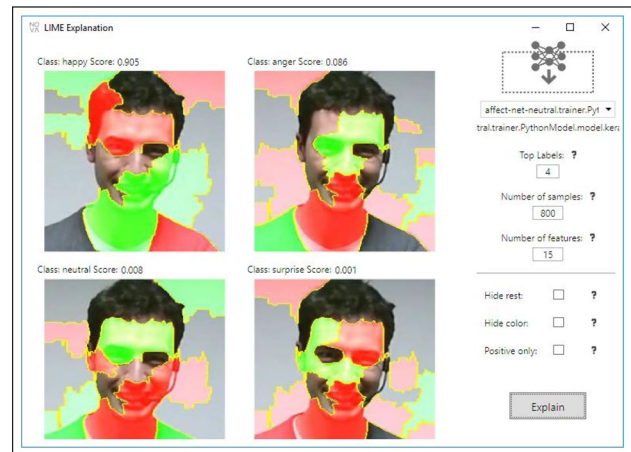 NO
VA
LIME Explanation
Class: happy Score: 0.905
Class: anger Score: 0.086
Class: neutral Score: 0.008
Class: surprise Score: 0.001
affect-net-neutral.trainer.Pyt
tral.trainer.PythonModel.model.kera
Top Labels: ?
4
Number of samples: ?
800
Number of features: ?
15
Hide rest: ?
Hide color: ?
Positive only: ?
Explain